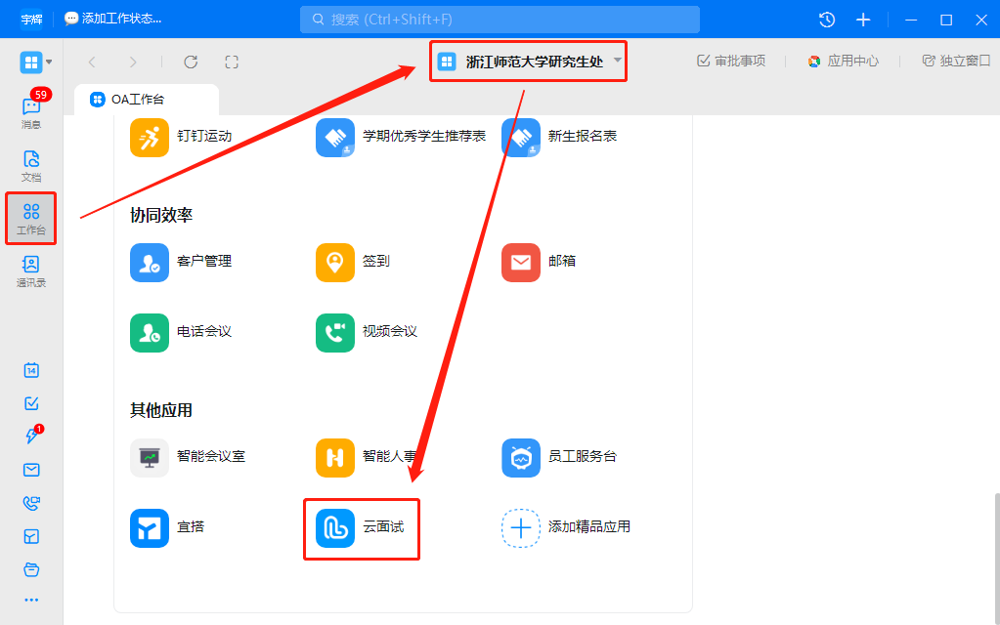 宇辉
添加工作状态...
搜索 (Ctrl+Shift+F)
浙江师范大学研究生处
审批事项
应用中心
独立窗口
OA工作台
59
消息
文档
工作台
通讯录
14
1
钉钉运动
学期优秀学生推荐表
新生报名表
协同效率
客户管理
签到
邮箱
电话会议
视频会议
其他应用
智能会议室
智能人事
员工服务台
宜搭
云面试
添加精品应用